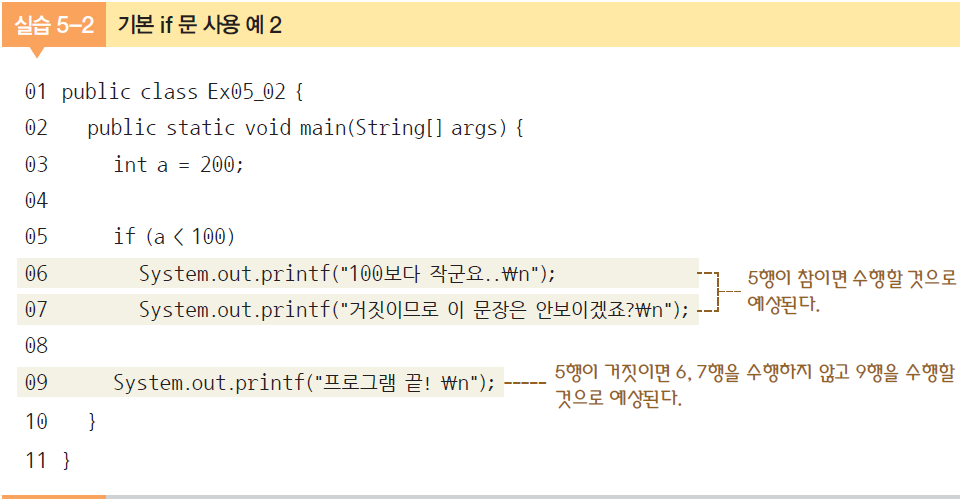 실습 5-2 기본 if 문 사용 예 2
01 public class Ex05_02 {
02 public static void main(String[] args) {
03 int a = 200;
04
05 if (a < 100)
06 System.out.printf("100보다 작군요..₩n");
07 System.out.printf("거짓이므로 이 문장은 안보이겠죠?₩n");
5행이 참이면 수행할 것으로
예상된다.
08
09 System.out.printf("프로그램 끝! ₩n");
5행이 거짓이면 6, 7행을 수행하지 않고 9행을 수행할
것으로 예상된다.
10 }
11 }